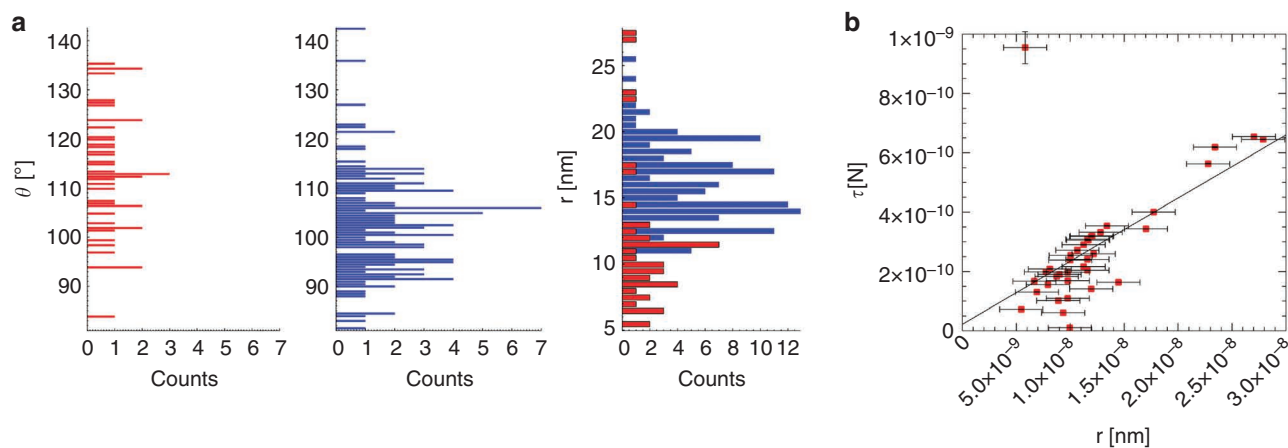 a
θ [°]
140
130
120
110
100
90
0 1 2 3 4 5 6 7
Counts
140
130
120
110
100
90
0 1 2 3 4 5 6 7
Counts
r [nm]
25
20
15
10
5
0 2 4 6 8 10 12
Counts
b
τ[N]
1×10⁻⁹
8×10⁻¹⁰
6×10⁻¹⁰
4×10⁻¹⁰
2×10⁻¹⁰
0
0 5.0×10⁻⁹ 1.0×10⁻⁸ 1.5×10⁻⁸ 2.0×10⁻⁸ 2.5×10⁻⁸ 3.0×10⁻⁸
r [nm]